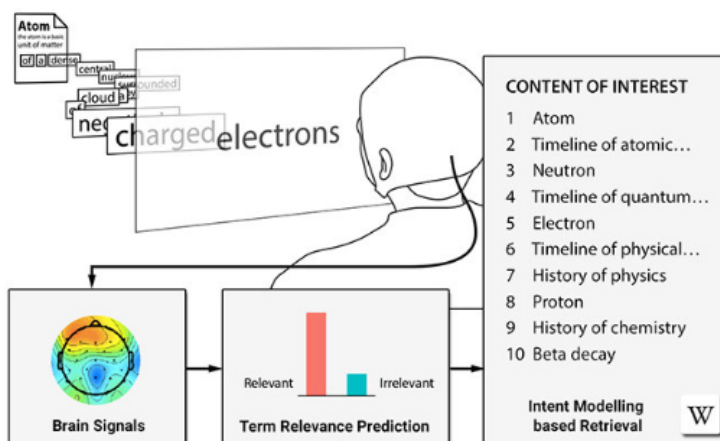 Atom
the atom is a basic
unit of matter
of a dense
central
surrounded
cloud
of
charged electrons
CONTENT OF INTEREST
1 Atom
2 Timeline of atomic…
3 Neutron
4 Timeline of quantum…
5 Electron
6 Timeline of physical…
7 History of physics
8 Proton
9 History of chemistry
10 Beta decay
Relevant
Irrelevant
Brain Signals
Term Relevance Prediction
Intent Modelling
based Retrieval
W